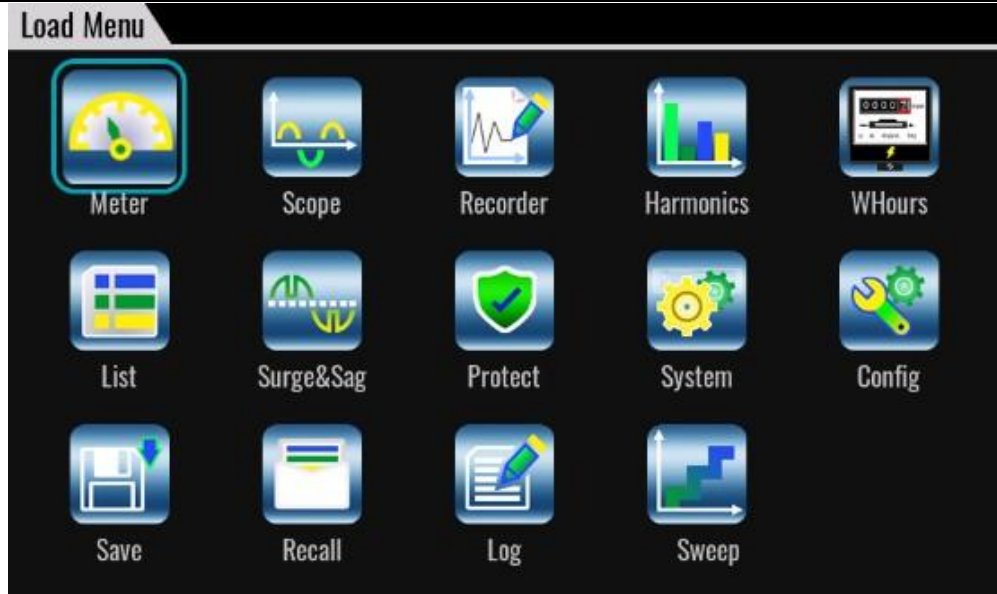 Load Menu
Meter Scope Recorder Harmonics WHours
List Surge&Sag Protect System Config
Save Recall Log Sweep